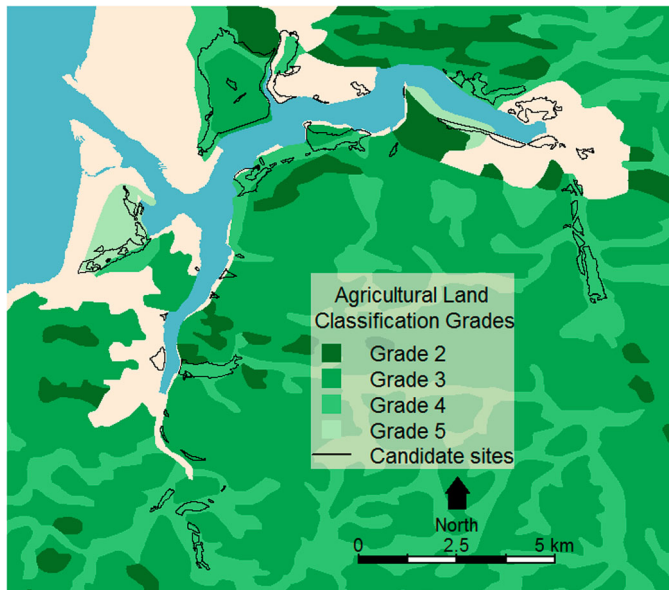 Agricultural Land
Classification Grades
Grade 2
Grade 3
Grade 4
Grade 5
Candidate sites
North
0 2.5 5 km